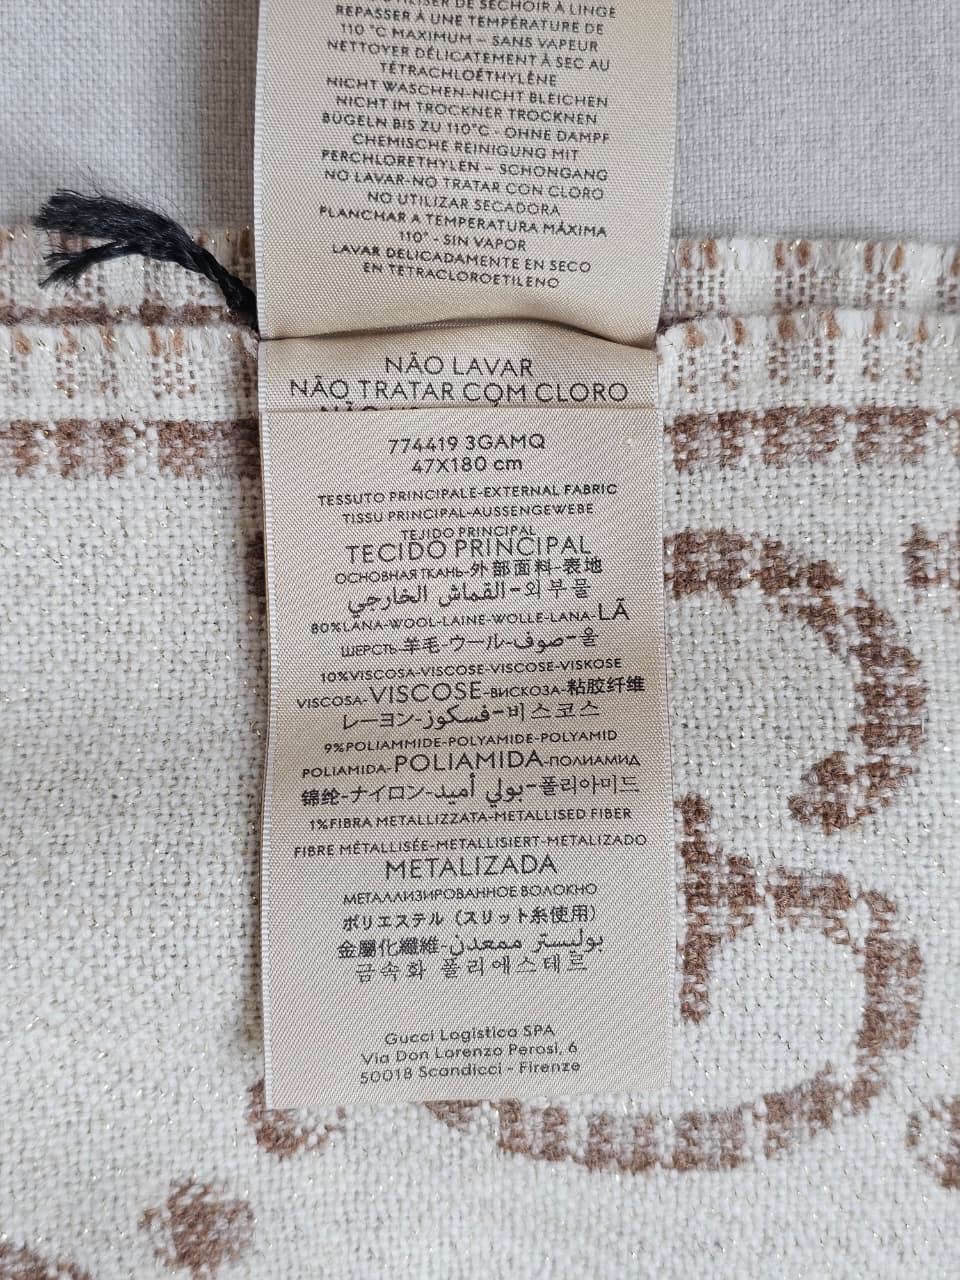 UTILISER DE SÉCHOIR À LINGE
REPASSER À UNE TEMPÉRATURE DE
110 °C MAXIMUM – SANS VAPEUR
NETTOYER DÉLICATEMENT À SEC AU
TÉTRACHLOÉTHYLÈNE
NICHT WASCHEN-NICHT BLEICHEN
NICHT IM TROCKNER TROCKNEN
BÜGELN BIS ZU 110°C - OHNE DAMPF
CHEMISCHE REINIGUNG MIT
PERCHLORETHYLEN – SCHONGANG
NO LAVAR-NO TRATAR CON CLORO
NO UTILIZAR SECADORA
PLANCHAR A TEMPERATURA MÁXIMA
110° - SIN VAPOR
LAVAR DELICADAMENTE EN SECO
EN TETRACLOROETILENO
NÃO LAVAR
NÃO TRATAR COM CLORO
774419 3GAMQ
47X180 cm
TESSUTO PRINCIPALE-EXTERNAL FABRIC
TISSU PRINCIPAL-AUSSENGEWEBE
TEJIDO PRINCIPAL
TECIDO PRINCIPAL
ОСНОВНАЯ ТКАНЬ-外部面料-表地
القماش الخارجي-외부물
80%LANA-WOOL-LAINE-WOLLE-LANA-LÃ
ШЕРСТЬ-羊毛-ウール-صوف-울
10%VISCOSA-VISCOSE-VISCOSE-VISKOSE
VISCOSA-VISCOSE-ВИСКОЗА-粘胶纤维
レーヨン-فسكوز-비스코스
9%POLIAMMIDE-POLYAMIDE-POLYAMID
POLIAMIDA-POLIAMIDA-ПОЛИАМИД
锦纶-ナイロン-بولي أميد-폴리아미드
1%FIBRA METALLIZZATA-METALLISED FIBER
FIBRE MÉTALLISÉE-METALLISIERT-METALIZADO
METALIZADA
МЕТАЛЛИЗИРОВАННОЕ ВОЛОКНО
ポリエステル（スリット糸使用）
金屬化纖維-بوليستر ممعدن
금속화 폴리에스테르
Gucci Logistica SPA
Via Don Lorenzo Perosi, 6
50018 Scandicci - Firenze